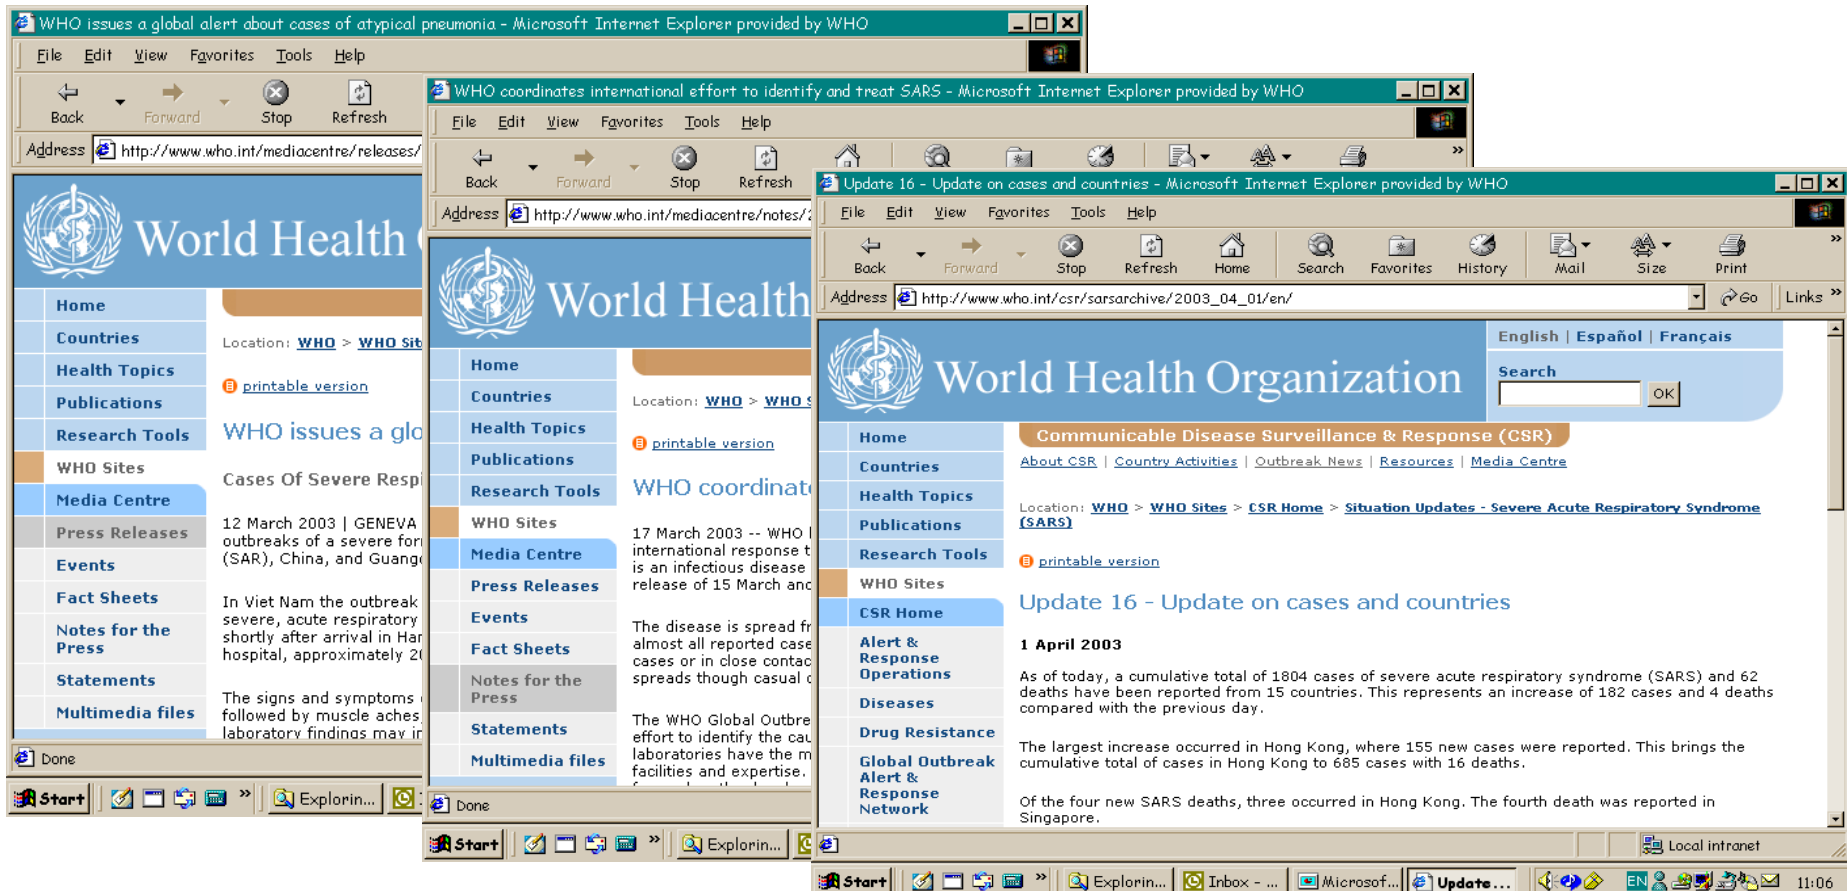 WHO issues a global alert about cases of atypical pneumonia - Microsoft Internet Explorer provided by WHO
File Edit View Favorites Tools Help
Back Forward Stop Refresh
Address http://www.who.int/mediacentre/releases/
World Health
Home
Countries
Health Topics
Publications
Research Tools
WHO Sites
Media Centre
Press Releases
Events
Fact Sheets
Notes for the
Press
Statements
Multimedia files
Location: WHO > WHO Sit
printable version
WHO issues a glo
Cases Of Severe Respi
12 March 2003 | GENEVA
outbreaks of a severe for
(SAR), China, and Guang
In Viet Nam the outbreak
severe, acute respiratory
shortly after arrival in Han
hospital, approximately 2
The signs and symptoms
followed by muscle aches
laboratory findings may in
Done
Start » Explorin...
WHO coordinates international effort to identify and treat SARS - Microsoft Internet Explorer provided by WHO
File Edit View Favorites Tools Help
Back Forward Stop Refresh »
Address http://www.who.int/mediacentre/notes/2
World Health
Home
Countries
Health Topics
Publications
Research Tools
WHO Sites
Media Centre
Press Releases
Events
Fact Sheets
Notes for the
Press
Statements
Multimedia files
Location: WHO > WHO S
printable version
WHO coordinat
17 March 2003 -- WHO
international response t
is an infectious disease
release of 15 March and
The disease is spread fr
almost all reported case
cases or in close contac
spreads though casual
The WHO Global Outbre
effort to identify the cau
laboratories have the m
facilities and expertise.
Done
Start » Explorin...
Update 16 - Update on cases and countries - Microsoft Internet Explorer provided by WHO
File Edit View Favorites Tools Help
Back Forward Stop Refresh Home Search Favorites History Mail Size Print »
Address http://www.who.int/csr/sarsarchive/2003_04_01/en/ Go Links »
World Health Organization
English | Español | Français
Search
OK
Home
Countries
Health Topics
Publications
Research Tools
WHO Sites
CSR Home
Alert &
Response
Operations
Diseases
Drug Resistance
Global Outbreak
Alert &
Response
Network
Communicable Disease Surveillance & Response (CSR)
About CSR | Country Activities | Outbreak News | Resources | Media Centre
Location: WHO > WHO Sites > CSR Home > Situation Updates - Severe Acute Respiratory Syndrome
(SARS)
printable version
Update 16 - Update on cases and countries
1 April 2003
As of today, a cumulative total of 1804 cases of severe acute respiratory syndrome (SARS) and 62
deaths have been reported from 15 countries. This represents an increase of 182 cases and 4 deaths
compared with the previous day.
The largest increase occurred in Hong Kong, where 155 new cases were reported. This brings the
cumulative total of cases in Hong Kong to 685 cases with 16 deaths.
Of the four new SARS deaths, three occurred in Hong Kong. The fourth death was reported in
Singapore.
Local intranet
Start » Explorin... Inbox - ... Microsof... Update ... EN 11:06